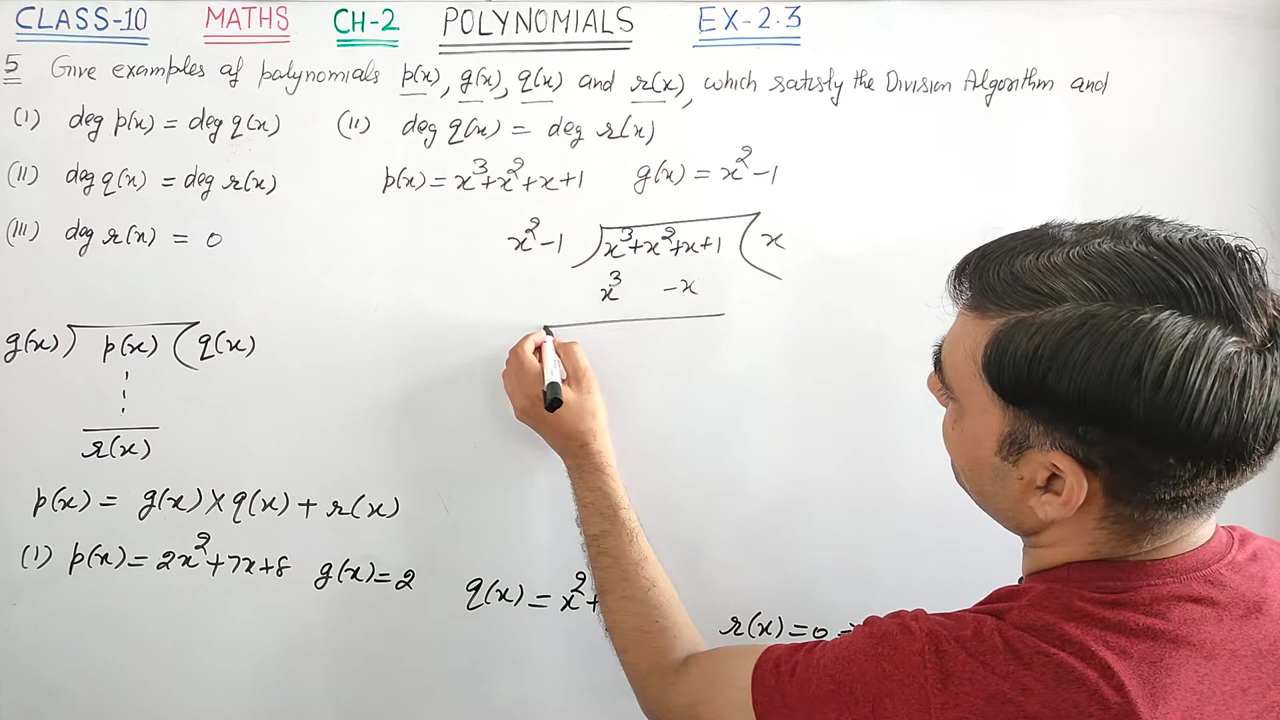 CLASS-10 MATHS CH-2 POLYNOMIALS EX-2.3
5 Give examples of polynomials p(x), g(x), q(x) and r(x), which satisfy the Division Algorithm and
(I) deg p(x) = deg q(x)
(II) deg q(x) = deg r(x)
(III) deg r(x) = 0
g(x) ) p(x) ( q(x)
r(x)
p(x) = g(x) X q(x) + r(x)
(I) p(x) = 2x²+7x+8 g(x)=2 q(x) = x²+ r(x)=0
(II) deg q(x) = deg r(x)
p(x) = x³+x²+x+1 g(x) = x²-1
x²-1 ) x³+x²+x+1 ( x
x³ -x